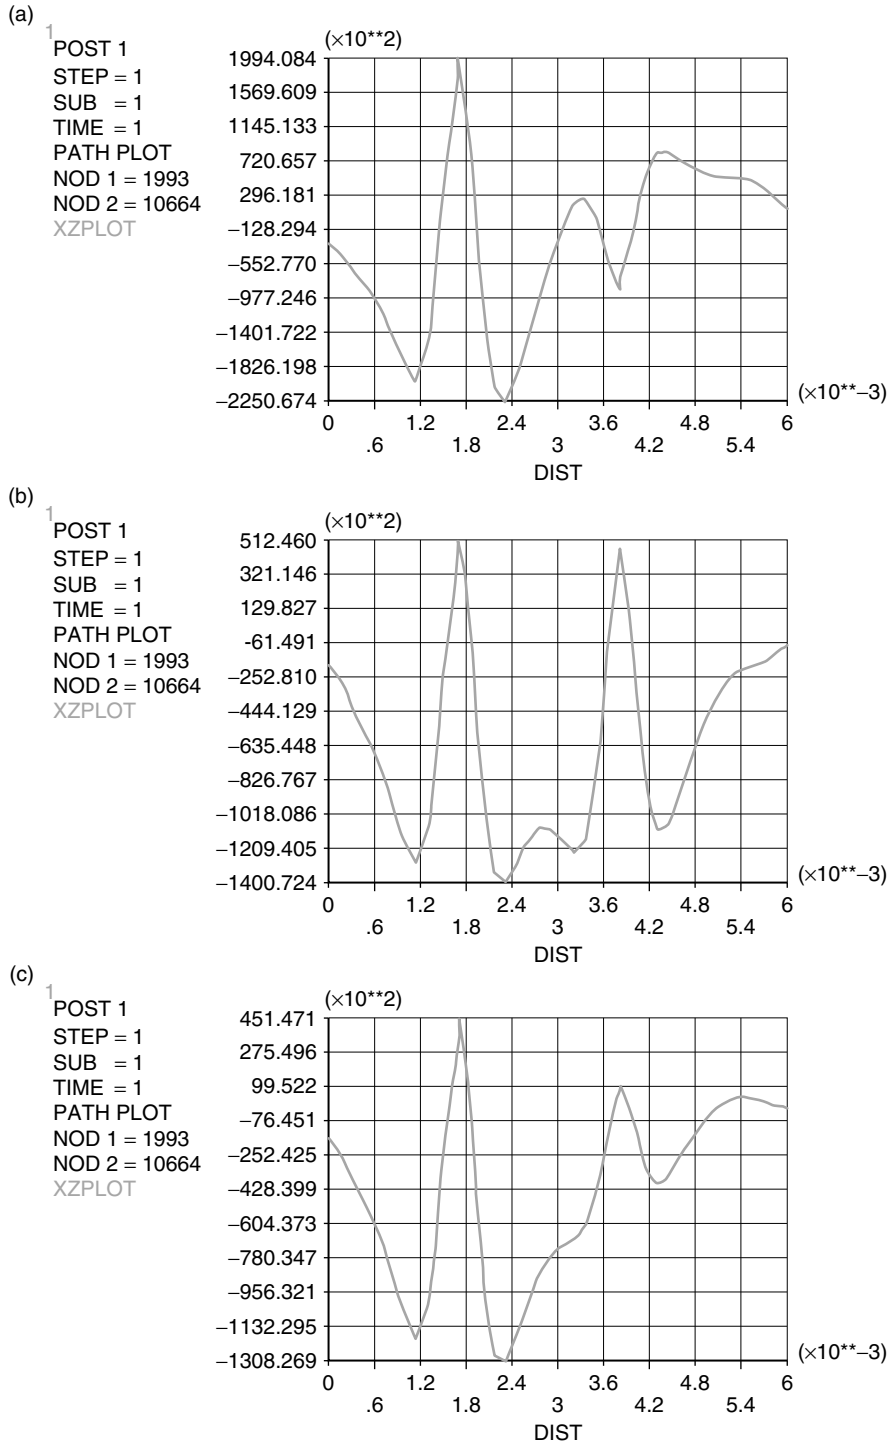 (a)
1
POST 1
STEP = 1
SUB = 1
TIME = 1
PATH PLOT
NOD 1 = 1993
NOD 2 = 10664
XZPLOT
(×10**2)
1994.084
1569.609
1145.133
720.657
296.181
−128.294
−552.770
−977.246
−1401.722
−1826.198
−2250.674
(×10**−3)
0 1.2 2.4 3.6 4.8 6
.6 1.8 3 4.2 5.4
DIST
(b)
1
POST 1
STEP = 1
SUB = 1
TIME = 1
PATH PLOT
NOD 1 = 1993
NOD 2 = 10664
XZPLOT
(×10**2)
512.460
321.146
129.827
-61.491
−252.810
−444.129
−635.448
−826.767
−1018.086
−1209.405
−1400.724
(×10**−3)
0 1.2 2.4 3.6 4.8 6
.6 1.8 3 4.2 5.4
DIST
(c)
1
POST 1
STEP = 1
SUB = 1
TIME = 1
PATH PLOT
NOD 1 = 1993
NOD 2 = 10664
XZPLOT
(×10**2)
451.471
275.496
99.522
−76.451
−252.425
−428.399
−604.373
−780.347
−956.321
−1132.295
−1308.269
(×10**−3)
0 1.2 2.4 3.6 4.8 6
.6 1.8 3 4.2 5.4
DIST